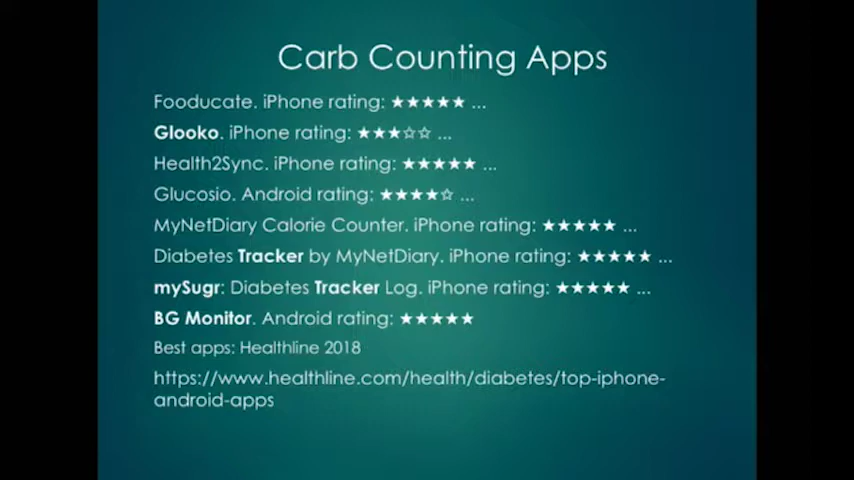 Carb Counting Apps
Fooducate. iPhone rating: ★★★★★ ...
Glooko. iPhone rating: ★★★☆☆ ...
Health2Sync. iPhone rating: ★★★★★ ...
Glucosio. Android rating: ★★★★☆ ...
MyNetDiary Calorie Counter. iPhone rating: ★★★★★ ...
Diabetes Tracker by MyNetDiary. iPhone rating: ★★★★★ ...
mySugr: Diabetes Tracker Log. iPhone rating: ★★★★★ ...
BG Monitor. Android rating: ★★★★★
Best apps: Healthline 2018
https://www.healthline.com/health/diabetes/top-iphone-
android-apps